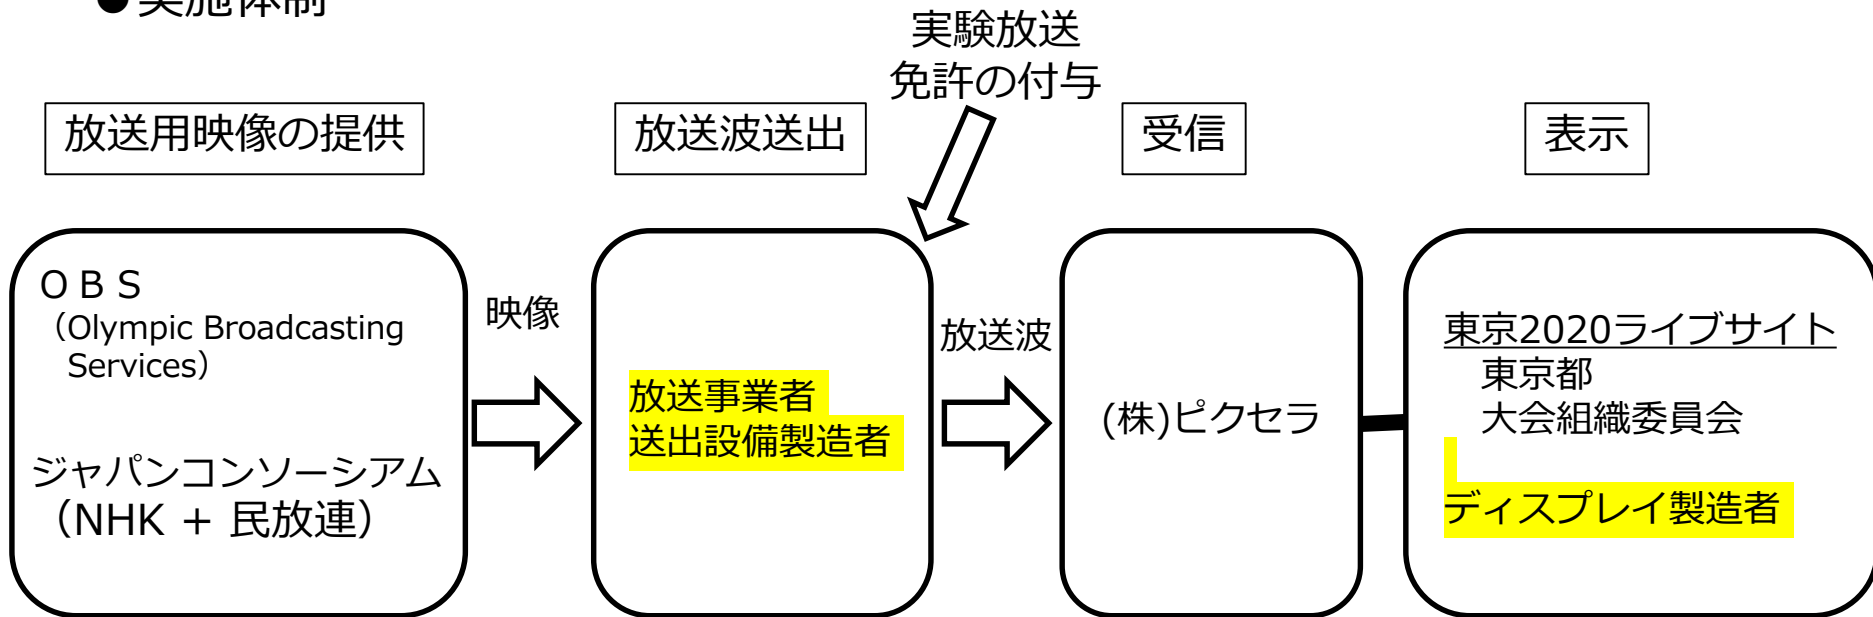 ●実施体制
実験放送
免許の付与
放送用映像の提供
放送波送出
受信
表示
ＯＢＳ
（Olympic Broadcasting
Services）
ジャパンコンソーシアム
（NHK + 民放連）
映像
放送事業者
送出設備製造者
放送波
(株)ピクセラ
東京2020ライブサイト
東京都
大会組織委員会
ディスプレイ製造者